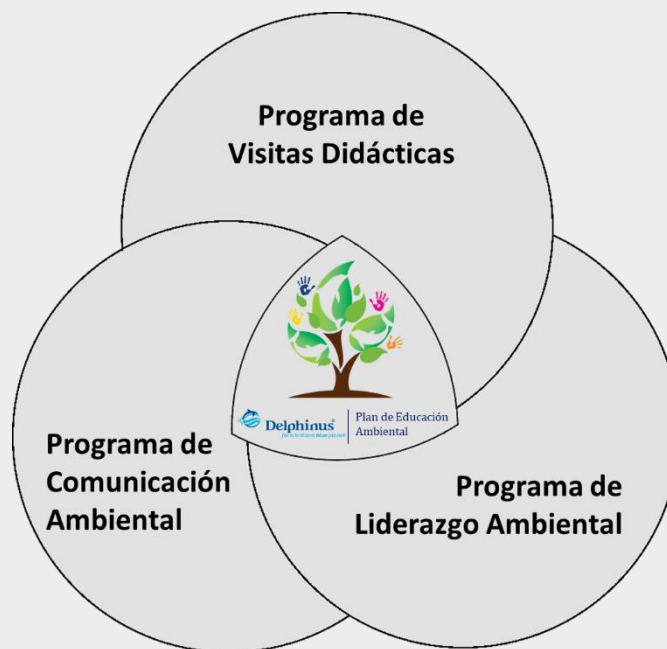 Programa de
Visitas Didácticas
Delphinus®
Plan de Educación
Ambiental
Programa de
Comunicación
Ambiental
Programa de
Liderazgo Ambiental